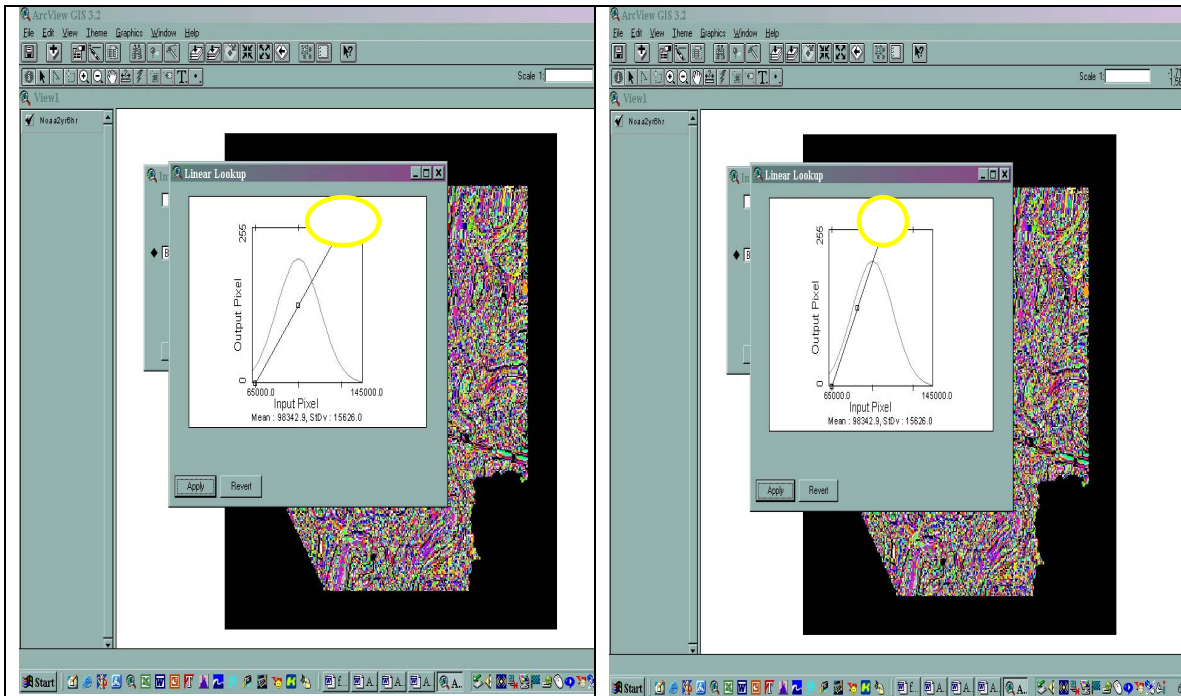 ArcView GIS 3.2
File Edit View Theme Graphics Window Help
Scale 1:
View1
Noaa2yr6hr
Linear Lookup
255
Output Pixel
0
65000.0
145000.0
Input Pixel
Mean : 98342.9, StDv : 15626.0
Apply
Revert
Start
ArcView GIS 3.2
File Edit View Theme Graphics Window Help
Scale 1:
View1
Noaa2yr6hr
Linear Lookup
255
Output Pixel
0
65000.0
145000.0
Input Pixel
Mean : 98342.9, StDv : 15626.0
Apply
Revert
Start